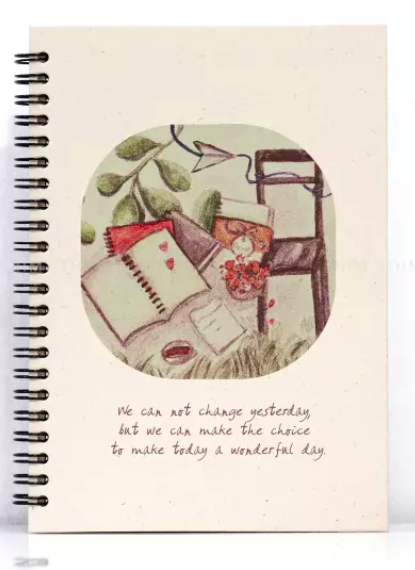 We can not change yesterday,
but we can make the choice
to make today a wonderful day.